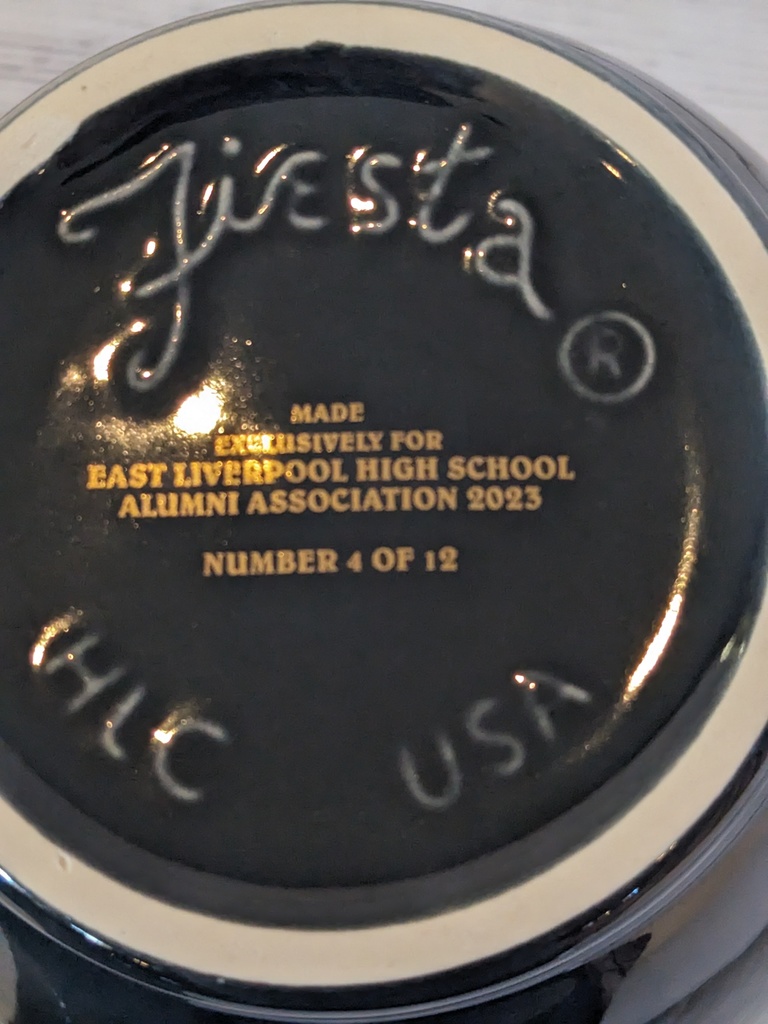 Fiesta
®
MADE
EXCLUSIVELY FOR
EAST LIVERPOOL HIGH SCHOOL
ALUMNI ASSOCIATION 2023
NUMBER 4 OF 12
HLC USA